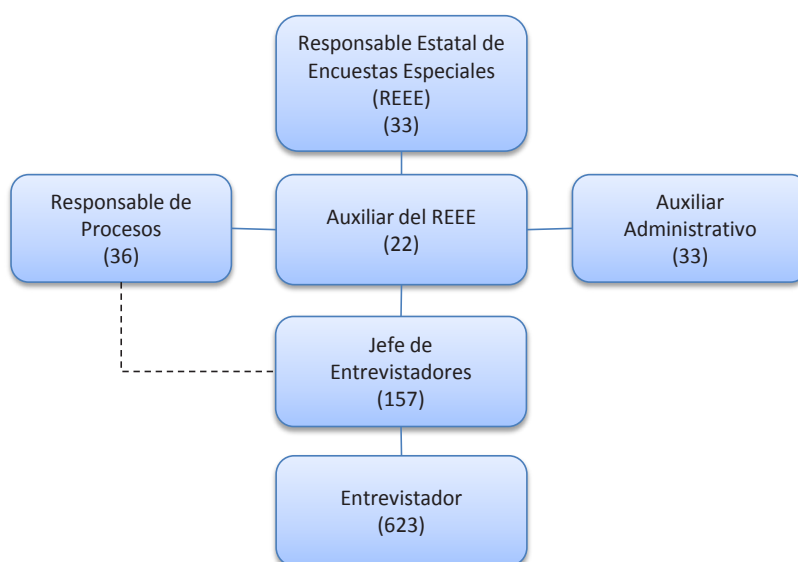 Responsable Estatal de
Encuestas Especiales
(REEE)
(33)
Responsable de
Procesos
(36)
Auxiliar del REEE
(22)
Auxiliar
Administrativo
(33)
Jefe de
Entrevistadores
(157)
Entrevistador
(623)